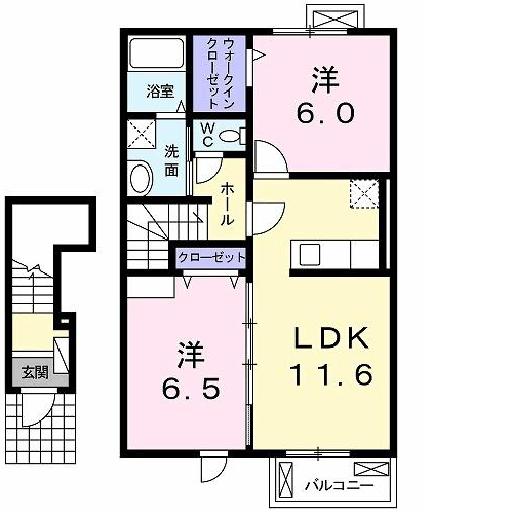 浴室
ウォークイン
クローゼット
洋
6.0
WC
洗面
ホール
クローゼット
洋
6.5
LDK
11.6
玄関
バルコニー